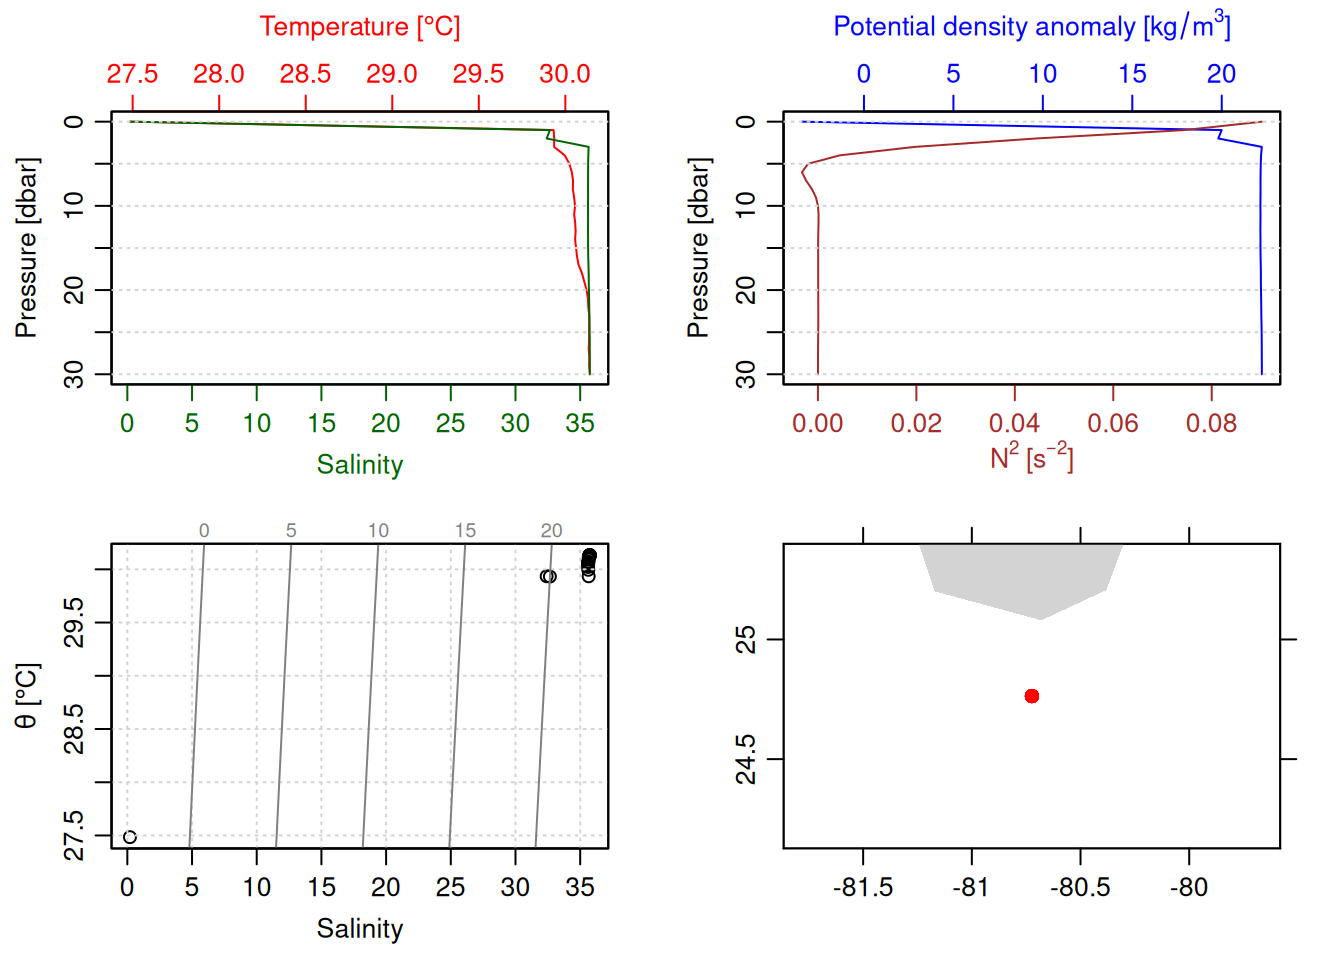 Temperature [°C]
27.5 28.0 28.5 29.0 29.5 30.0
Pressure [dbar]
0
10
20
30
0 5 10 15 20 25 30 35
Salinity
Potential density anomaly [kg/m³]
0 5 10 15 20
Pressure [dbar]
0
10
20
30
0.00 0.02 0.04 0.06 0.08
N² [s⁻²]
0 5 10 15 20
θ [°C]
29.5
28.5
27.5
0 5 10 15 20 25 30 35
Salinity
25
24.5
-81.5 -81 -80.5 -80